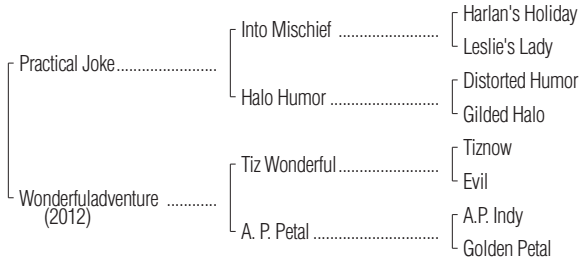 Harlan's Holiday
Into Mischief ........................
Leslie's Lady
Practical Joke........................
Distorted Humor
Halo Humor ..........................
Gilded Halo
Tiznow
Tiz Wonderful........................
Evil
Wonderfuladventure ............
(2012)
A.P. Indy
A. P. Petal ..............................
Golden Petal